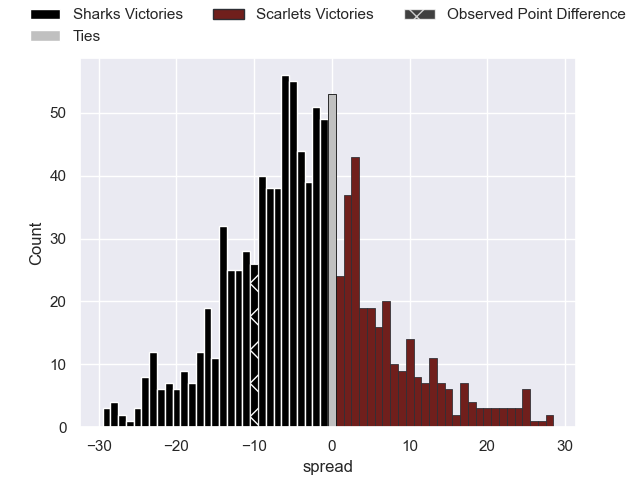 Sharks Victories
Scarlets Victories
Observed Point Difference
Ties
50
40
30
20
10
0
Count
−30
−20
−10
0
10
20
30
spread